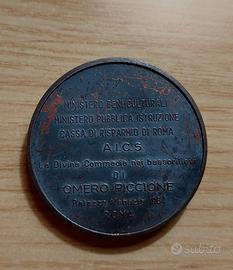 MINISTERO BENI CULTURALI
MINISTERO PUBBLICA ISTRUZIONE
CASSA DI RISPARMIO DI ROMA
A.I.C.S
La Divina Commedia nei bassorilievi
DI
OMERO PICCIONE
Palazzo
ROMA
subito